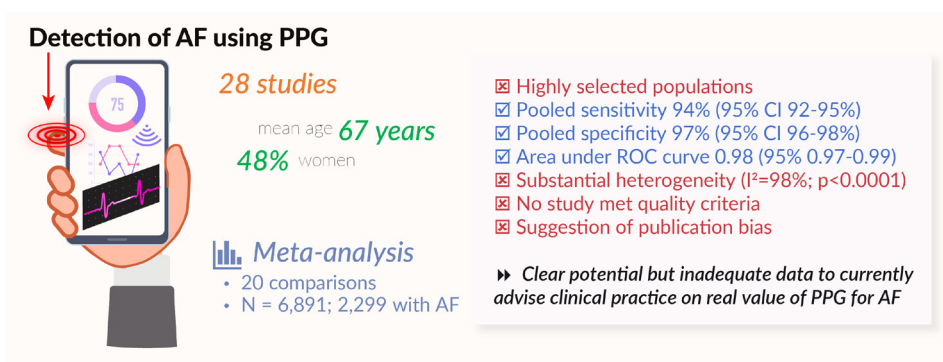 Detection of AF using PPG
75
28 studies
mean age 67 years
48% women
Meta-analysis
• 20 comparisons
• N = 6,891; 2,299 with AF
Highly selected populations
Pooled sensitivity 94% (95% CI 92-95%)
Pooled specificity 97% (95% CI 96-98%)
Area under ROC curve 0.98 (95% 0.97-0.99)
Substantial heterogeneity (I²=98%; p<0.0001)
No study met quality criteria
Suggestion of publication bias
Clear potential but inadequate data to currently
advise clinical practice on real value of PPG for AF